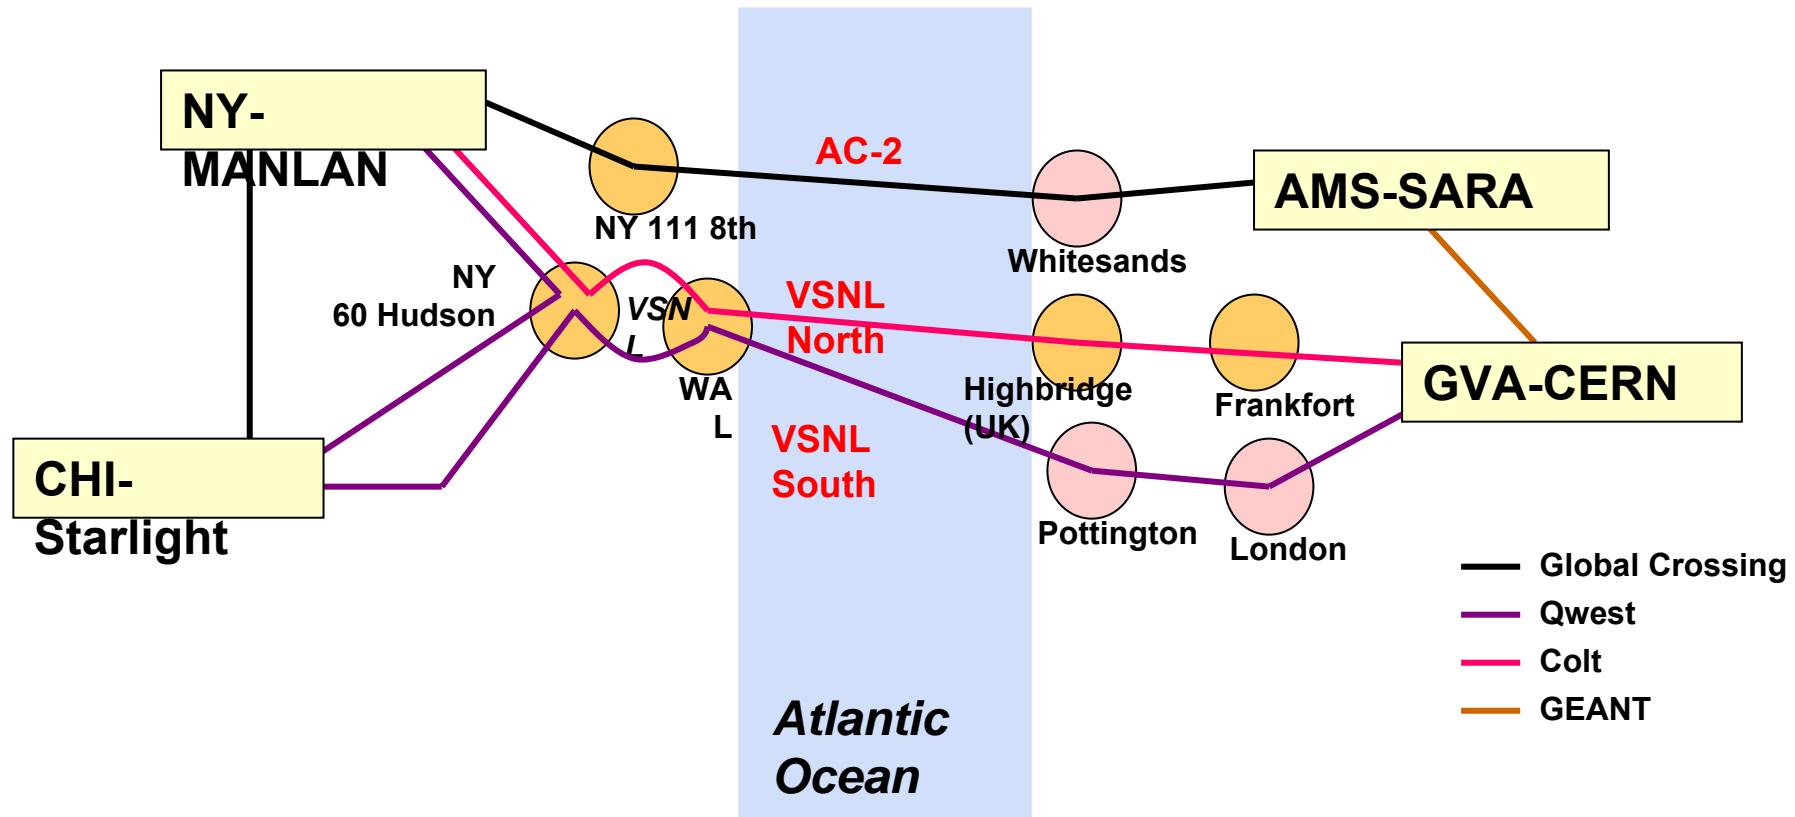 NY-
MANLAN
AC-2
AMS-SARA
NY 111 8th
Whitesands
NY
60 Hudson
VSN
L
VSNL
North
WA
L
Highbridge
(UK)
Frankfort
GVA-CERN
VSNL
South
CHI-
Starlight
Pottington
London
Global Crossing
Qwest
Colt
GEANT
Atlantic
Ocean